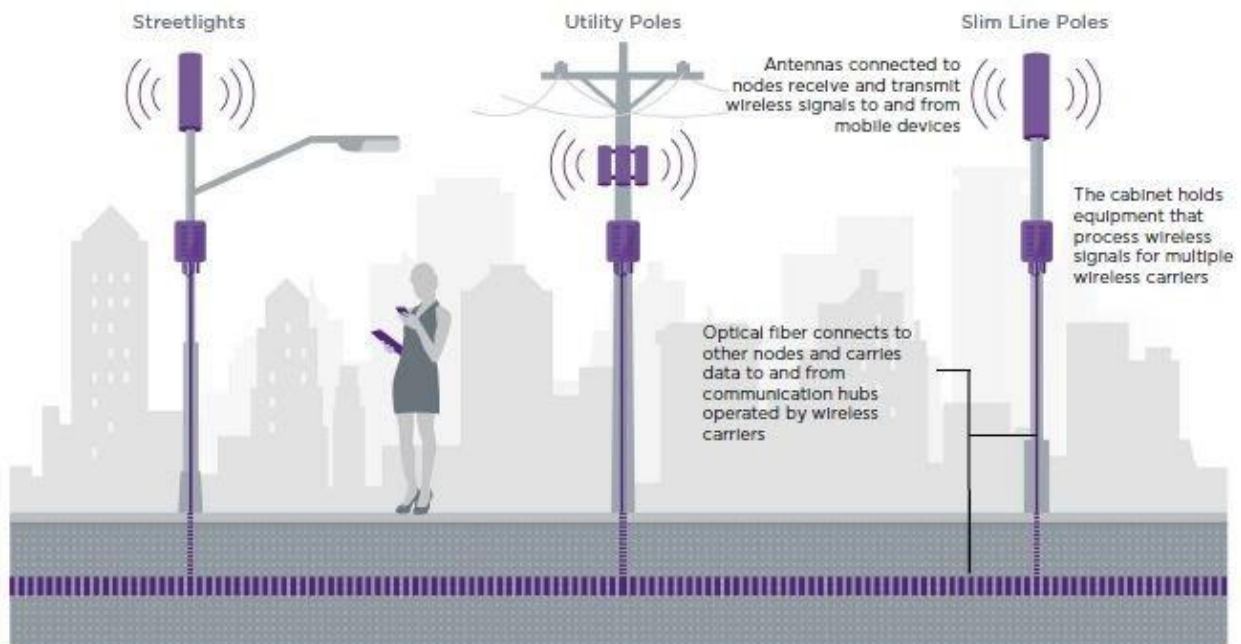 Streetlights
Utility Poles
Slim Line Poles
Antennas connected to
nodes receive and transmit
wireless signals to and from
mobile devices
The cabinet holds
equipment that
process wireless
signals for multiple
wireless carriers
Optical fiber connects to
other nodes and carries
data to and from
communication hubs
operated by wireless
carriers